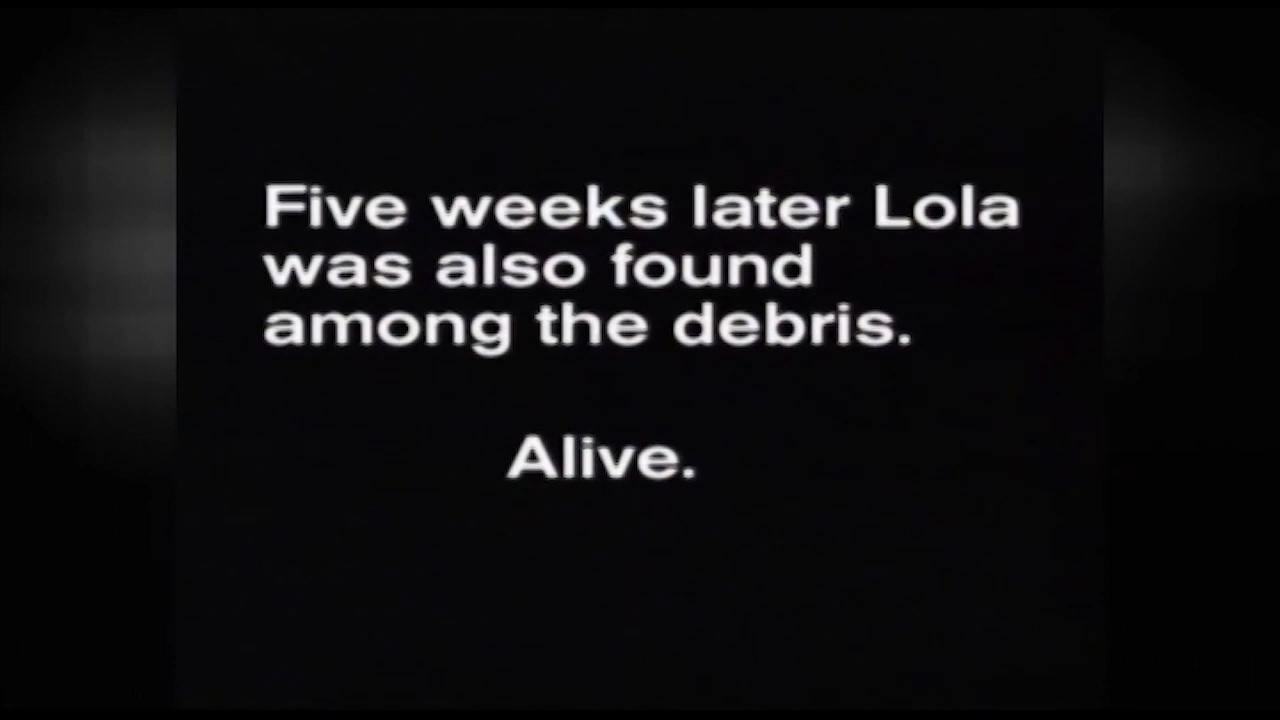 Five weeks later Lola
was also found
among the debris.
Alive.